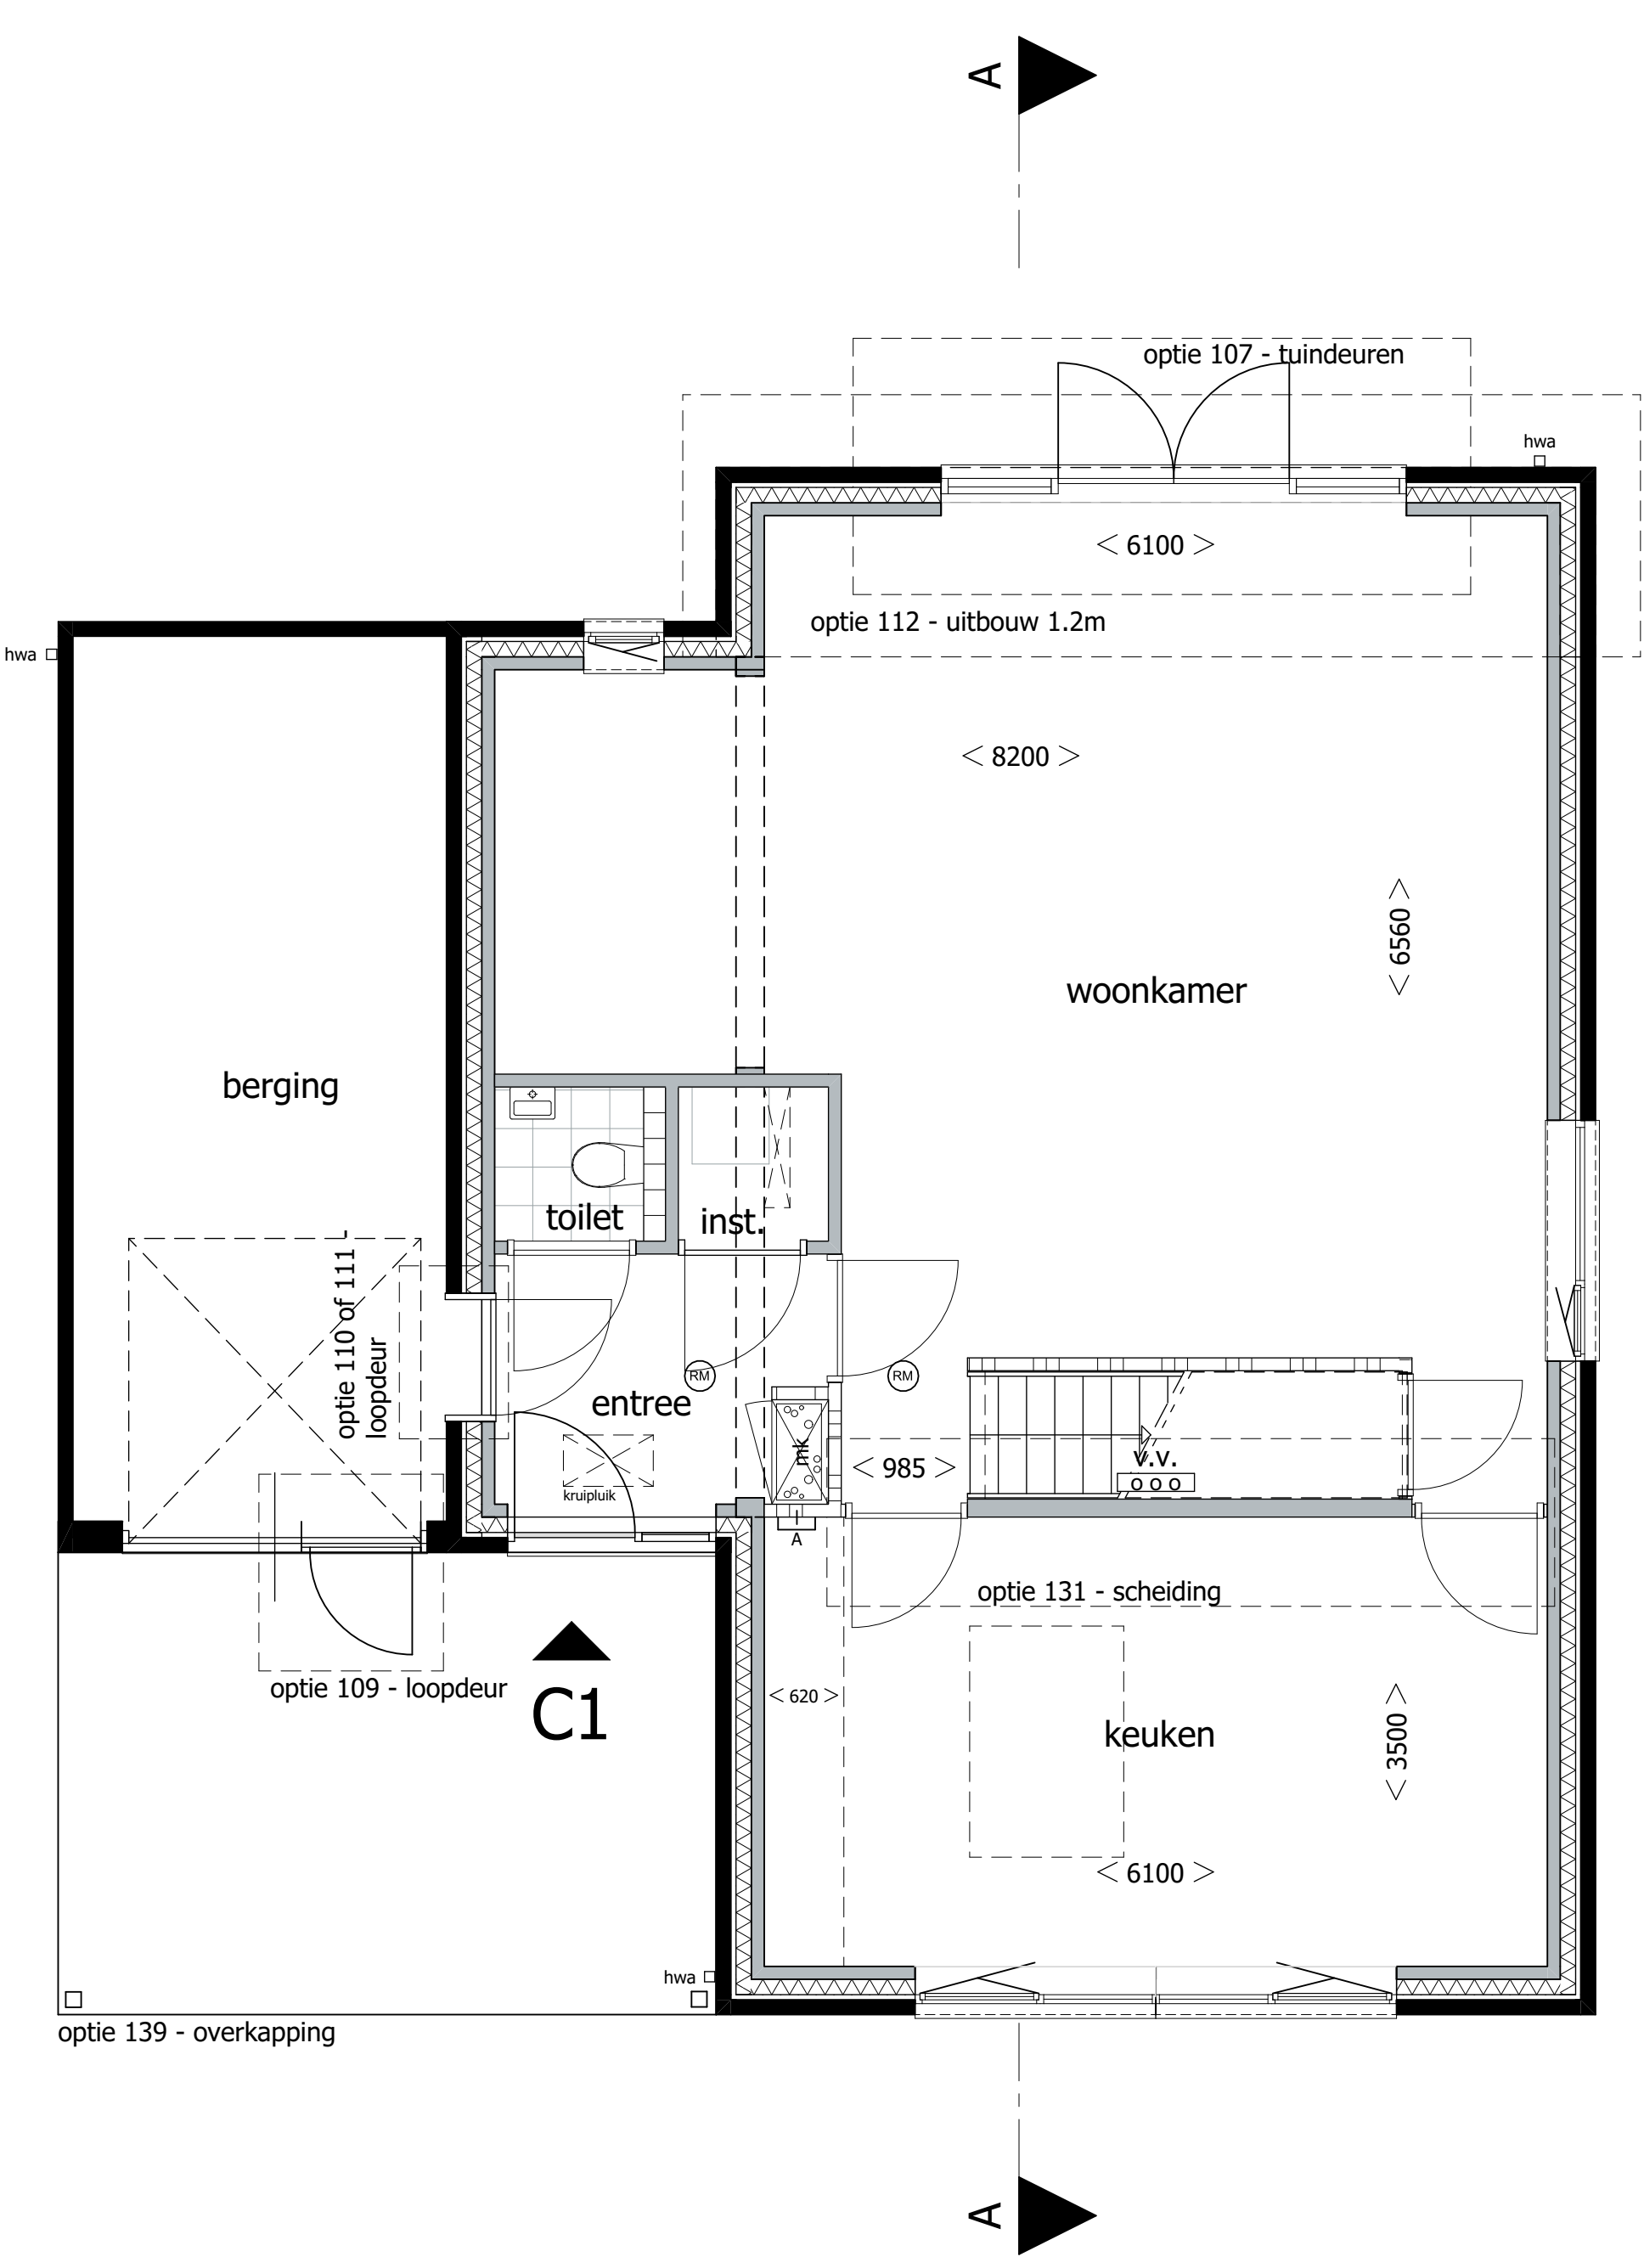 A
optie 107 - tuindeuren
hwa
< 6100 >
optie 112 - uitbouw 1.2m
hwa
< 8200 >
< 6560 >
woonkamer
berging
toilet
inst.
optie 110 of 111 -
loopdeur
RM
RM
entree
mk
v.v.
< 985 >
kruipluik
A
optie 131 - scheiding
optie 109 - loopdeur
C1
< 620 >
keuken
< 3500 >
< 6100 >
hwa
optie 139 - overkapping
A